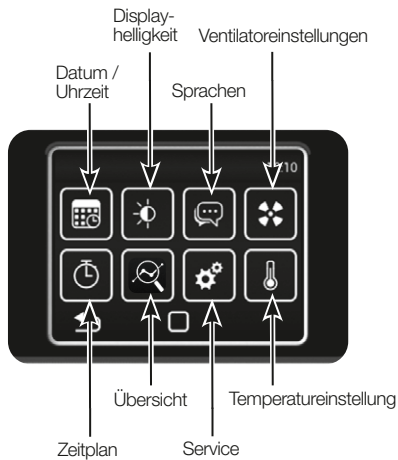 Display-
helligkeit
Ventilatoreinstellungen
Datum /
Uhrzeit
Sprachen
Übersicht
Temperatureinstellung
Zeitplan
Service